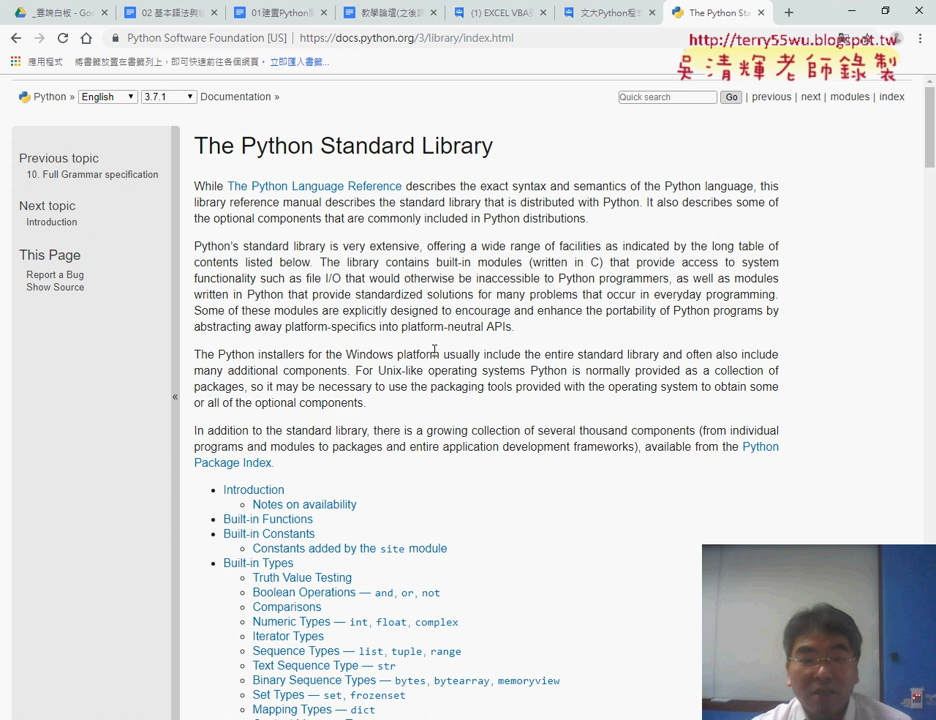 _雲端白板 - Goo
02 基本語法與結
01建置Python開
教學論壇(之後課
(1) EXCEL VBA與
文大Python程式
The Python Sta
Python Software Foundation [US] | https://docs.python.org/3/library/index.html
http://terry55wu.blogspot.tw
吳清輝老師錄製
應用程式 將書籤放置在書籤列上，即可快速前往各個網頁。 立即匯入書籤...
Python » English 3.7.1 Documentation »
Quick search Go | previous | next | modules | index
Previous topic
10. Full Grammar specification
Next topic
Introduction
This Page
Report a Bug
Show Source
«
The Python Standard Library
While The Python Language Reference describes the exact syntax and semantics of the Python language, this
library reference manual describes the standard library that is distributed with Python. It also describes some of
the optional components that are commonly included in Python distributions.
Python's standard library is very extensive, offering a wide range of facilities as indicated by the long table of
contents listed below. The library contains built-in modules (written in C) that provide access to system
functionality such as file I/O that would otherwise be inaccessible to Python programmers, as well as modules
written in Python that provide standardized solutions for many problems that occur in everyday programming.
Some of these modules are explicitly designed to encourage and enhance the portability of Python programs by
abstracting away platform-specifics into platform-neutral APIs.
The Python installers for the Windows platform usually include the entire standard library and often also include
many additional components. For Unix-like operating systems Python is normally provided as a collection of
packages, so it may be necessary to use the packaging tools provided with the operating system to obtain some
or all of the optional components.
In addition to the standard library, there is a growing collection of several thousand components (from individual
programs and modules to packages and entire application development frameworks), available from the Python
Package Index.
Introduction
Notes on availability
Built-in Functions
Built-in Constants
Constants added by the site module
Built-in Types
Truth Value Testing
Boolean Operations — and, or, not
Comparisons
Numeric Types — int, float, complex
Iterator Types
Sequence Types — list, tuple, range
Text Sequence Type — str
Binary Sequence Types — bytes, bytearray, memoryview
Set Types — set, frozenset
Mapping Types — dict